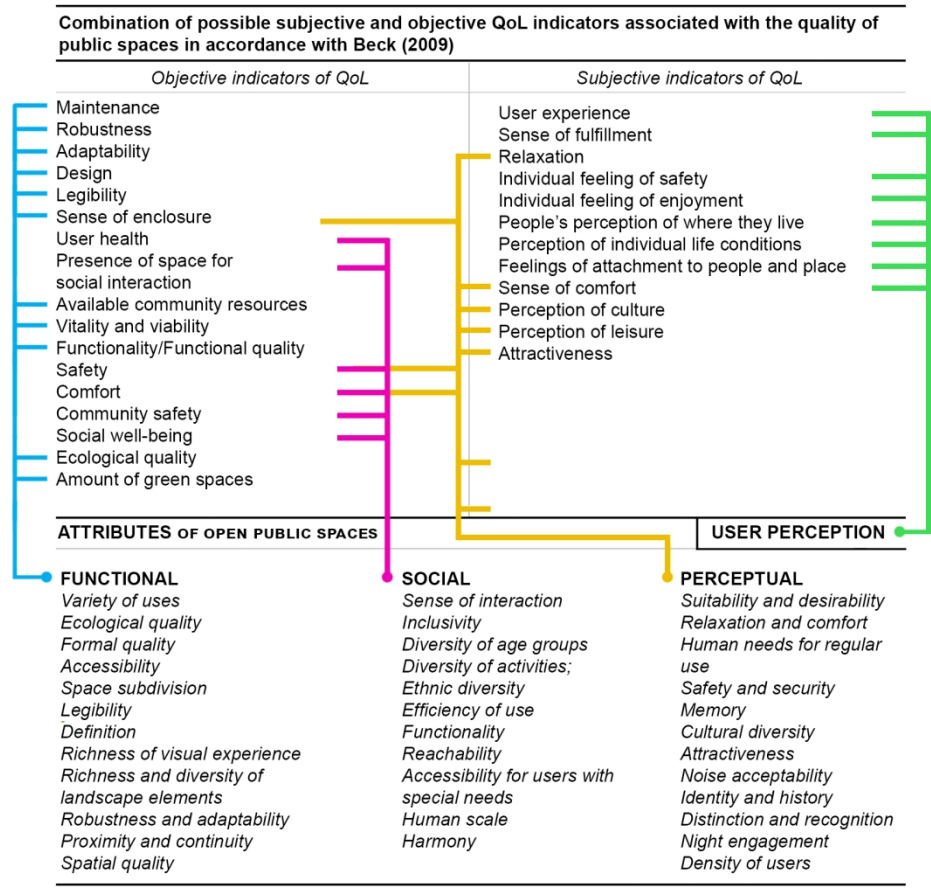 Combination of possible subjective and objective QoL indicators associated with the quality of
public spaces in accordance with Beck (2009)
Objective indicators of QoL
Maintenance
Robustness
Adaptability
Design
Legibility
Sense of enclosure
User health
Presence of space for
social interaction
Available community resources
Vitality and viability
Functionality/Functional quality
Safety
Comfort
Community safety
Social well-being
Ecological quality
Amount of green spaces
Subjective indicators of QoL
User experience
Sense of fulfillment
Relaxation
Individual feeling of safety
Individual feeling of enjoyment
People's perception of where they live
Perception of individual life conditions
Feelings of attachment to people and place
Sense of comfort
Perception of culture
Perception of leisure
Attractiveness
ATTRIBUTES OF OPEN PUBLIC SPACES
USER PERCEPTION
FUNCTIONAL
Variety of uses
Ecological quality
Formal quality
Accessibility
Space subdivision
Legibility
Definition
Richness of visual experience
Richness and diversity of
landscape elements
Robustness and adaptability
Proximity and continuity
Spatial quality
SOCIAL
Sense of interaction
Inclusivity
Diversity of age groups
Diversity of activities;
Ethnic diversity
Efficiency of use
Functionality
Reachability
Accessibility for users with
special needs
Human scale
Harmony
PERCEPTUAL
Suitability and desirability
Relaxation and comfort
Human needs for regular
use
Safety and security
Memory
Cultural diversity
Attractiveness
Noise acceptability
Identity and history
Distinction and recognition
Night engagement
Density of users